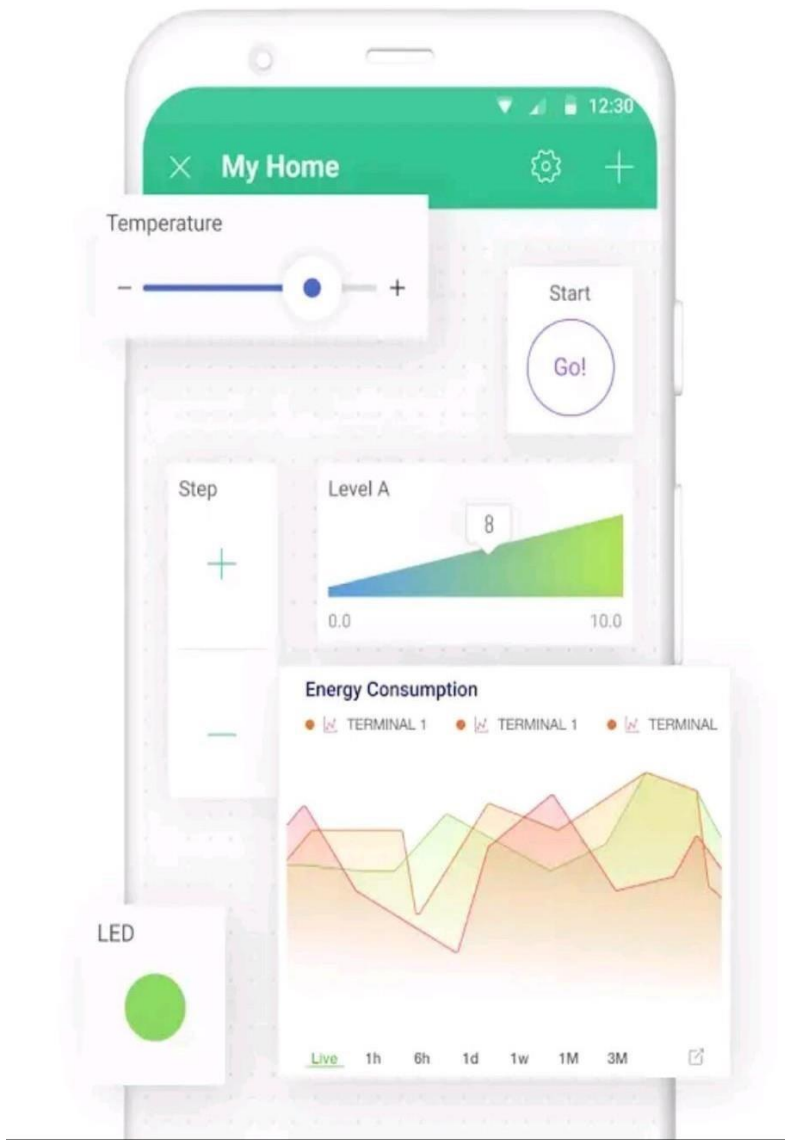 12:30
My Home
Temperature
− +
Start
Go!
Step
+
−
Level A
8
0.0 10.0
Energy Consumption
TERMINAL 1 TERMINAL 1 TERMINAL
LED
Live 1h 6h 1d 1w 1M 3M